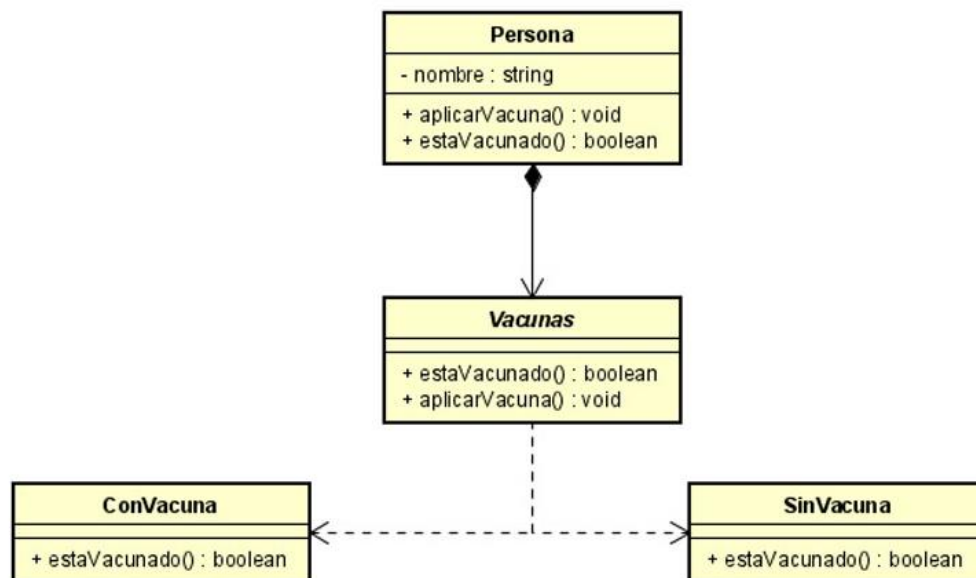 Persona
- nombre : string
+ aplicarVacuna() : void
+ estaVacunado() : boolean
Vacunas
+ estaVacunado() : boolean
+ aplicarVacuna() : void
ConVacuna
+ estaVacunado() : boolean
SinVacuna
+ estaVacunado() : boolean